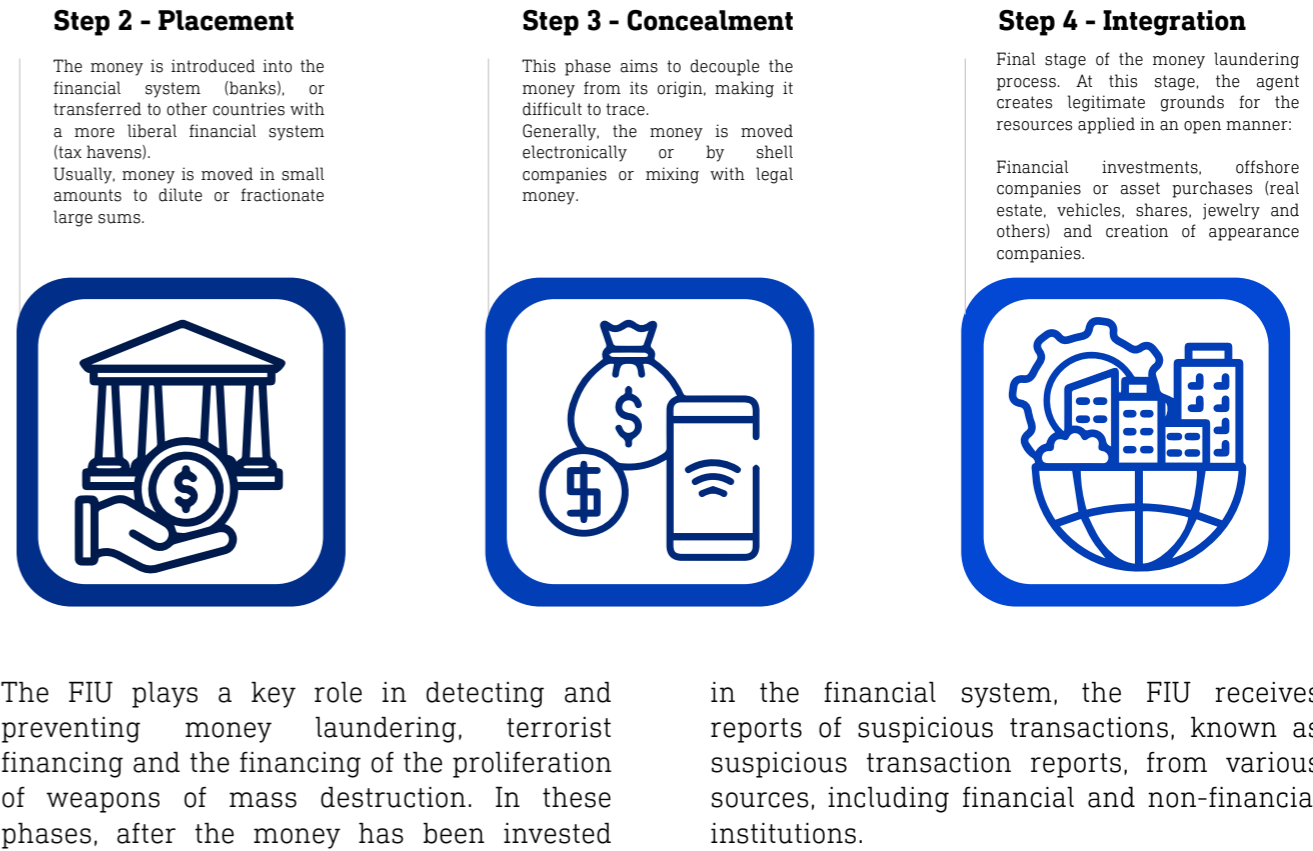 Step 2 - Placement
The money is introduced into the
financial system (banks), or
transferred to other countries with
a more liberal financial system
(tax havens).
Usually, money is moved in small
amounts to dilute or fractionate
large sums.
Step 3 - Concealment
This phase aims to decouple the
money from its origin, making it
difficult to trace.
Generally, the money is moved
electronically or by shell
companies or mixing with legal
money.
Step 4 - Integration
Final stage of the money laundering
process. At this stage, the agent
creates legitimate grounds for the
resources applied in an open manner:
Financial investments, offshore
companies or asset purchases (real
estate, vehicles, shares, jewelry and
others) and creation of appearance
companies.
$
$
$
The FIU plays a key role in detecting and
preventing money laundering, terrorist
financing and the financing of the proliferation
of weapons of mass destruction. In these
phases, after the money has been invested
in the financial system, the FIU receives
reports of suspicious transactions, known as
suspicious transaction reports, from various
sources, including financial and non-financial
institutions.